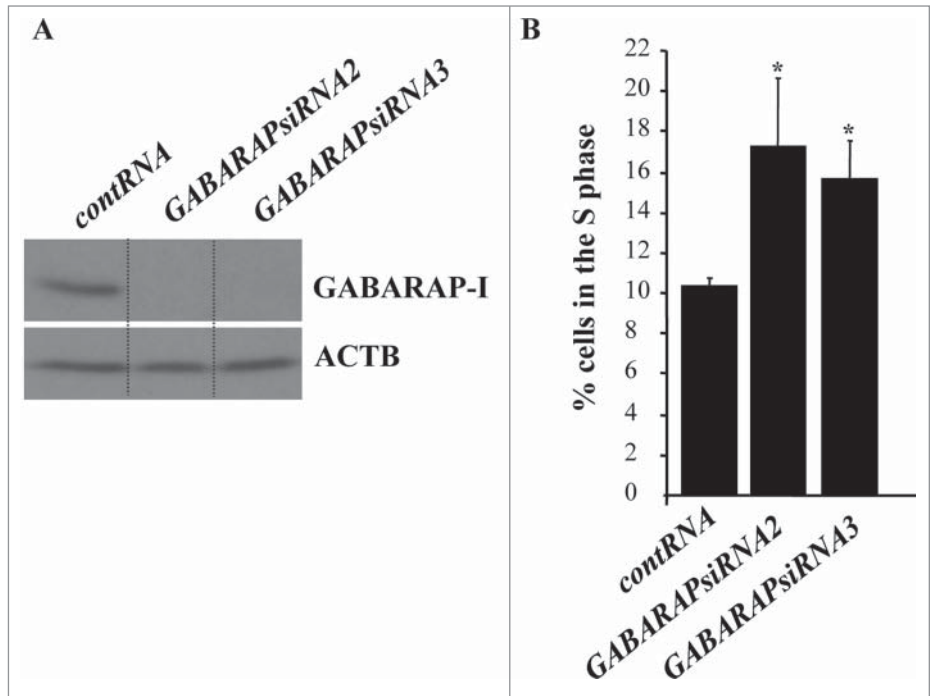 A
contRNA
GABARAPsiRNA2
GABARAPsiRNA3
GABARAP-I
ACTB
B
% cells in the S phase
22
20
18
16
14
12
10
8
6
4
2
0
*
*
contRNA
GABARAPsiRNA2
GABARAPsiRNA3